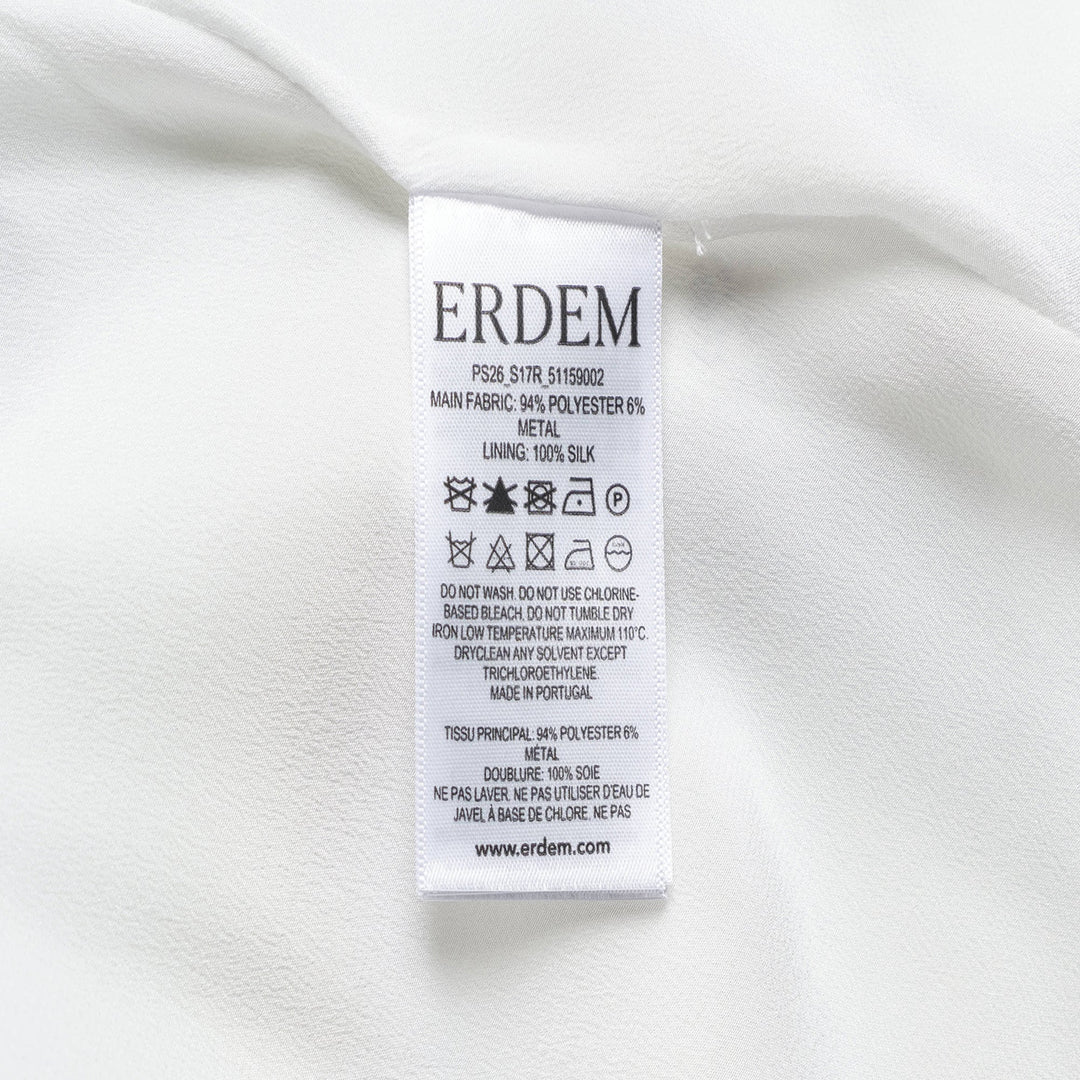 ERDEM
PS26_S17R_51159002
MAIN FABRIC: 94% POLYESTER 6%
METAL
LINING: 100% SILK
P
DO NOT WASH. DO NOT USE CHLORINE-
BASED BLEACH. DO NOT TUMBLE DRY
IRON LOW TEMPERATURE MAXIMUM 110°C.
DRYCLEAN ANY SOLVENT EXCEPT
TRICHLOROETHYLENE.
MADE IN PORTUGAL
TISSU PRINCIPAL: 94% POLYESTER 6%
MÉTAL
DOUBLURE: 100% SOIE
NE PAS LAVER. NE PAS UTILISER D'EAU DE
JAVEL À BASE DE CHLORE. NE PAS
www.erdem.com